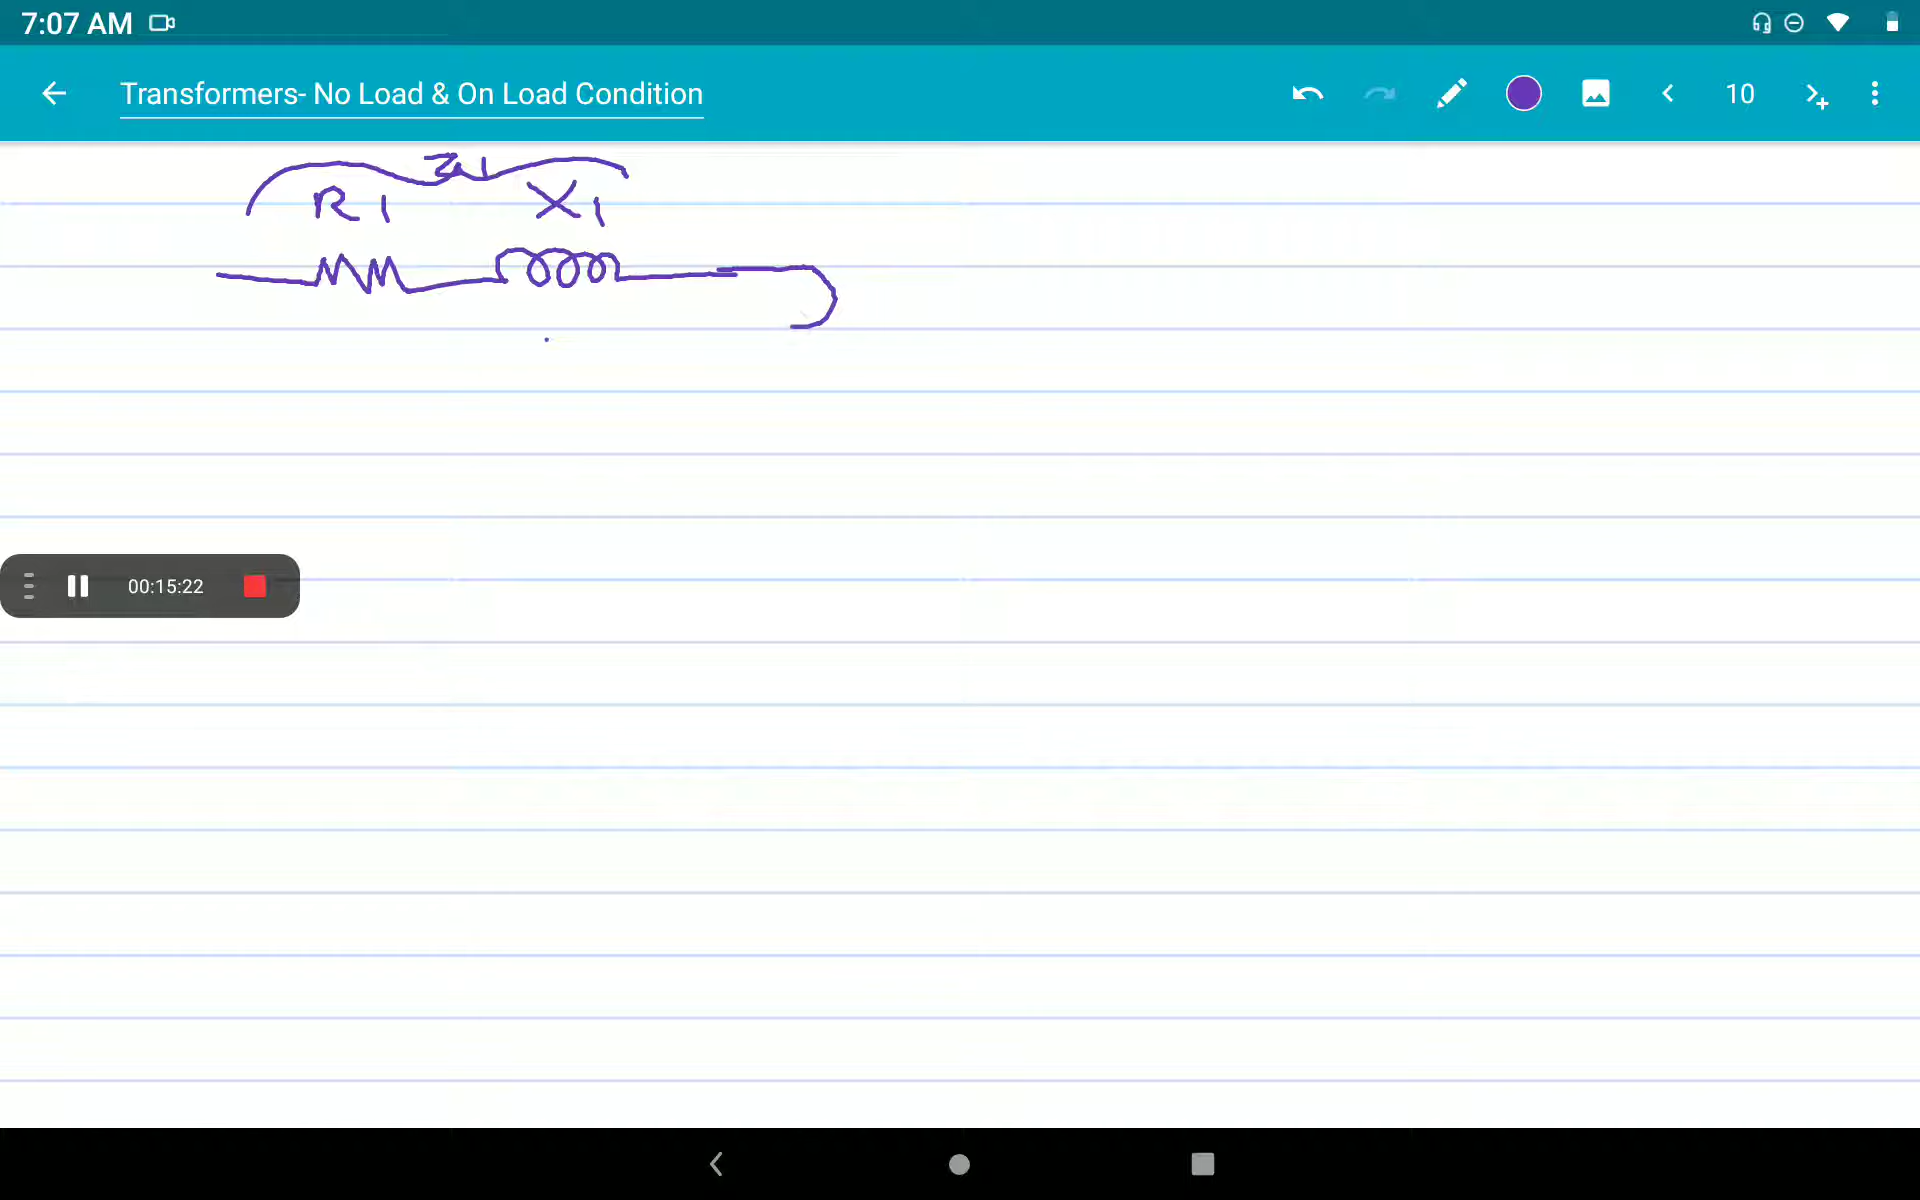 7:07 AM
Transformers- No Load & On Load Condition
10
Z1
R1 X1
00:15:22